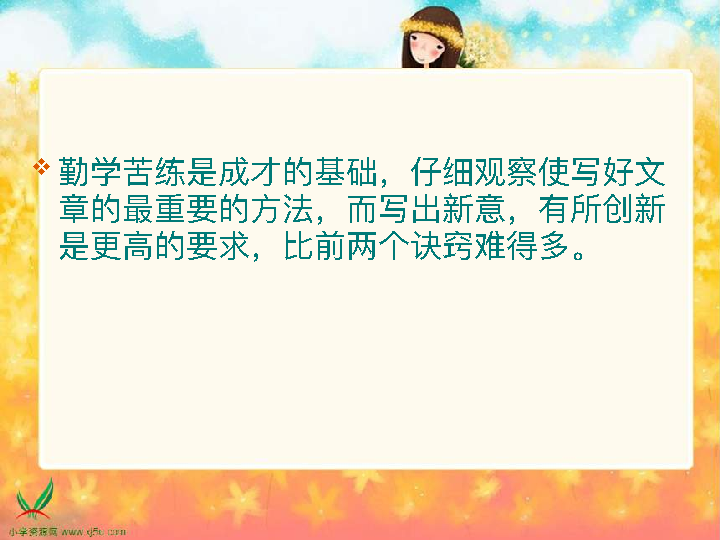 勤学苦练是成才的基础，仔细观察使写好文
章的最重要的方法，而写出新意，有所创新
是更高的要求，比前两个诀窍难得多。
小学资源网 www.xj5u.com